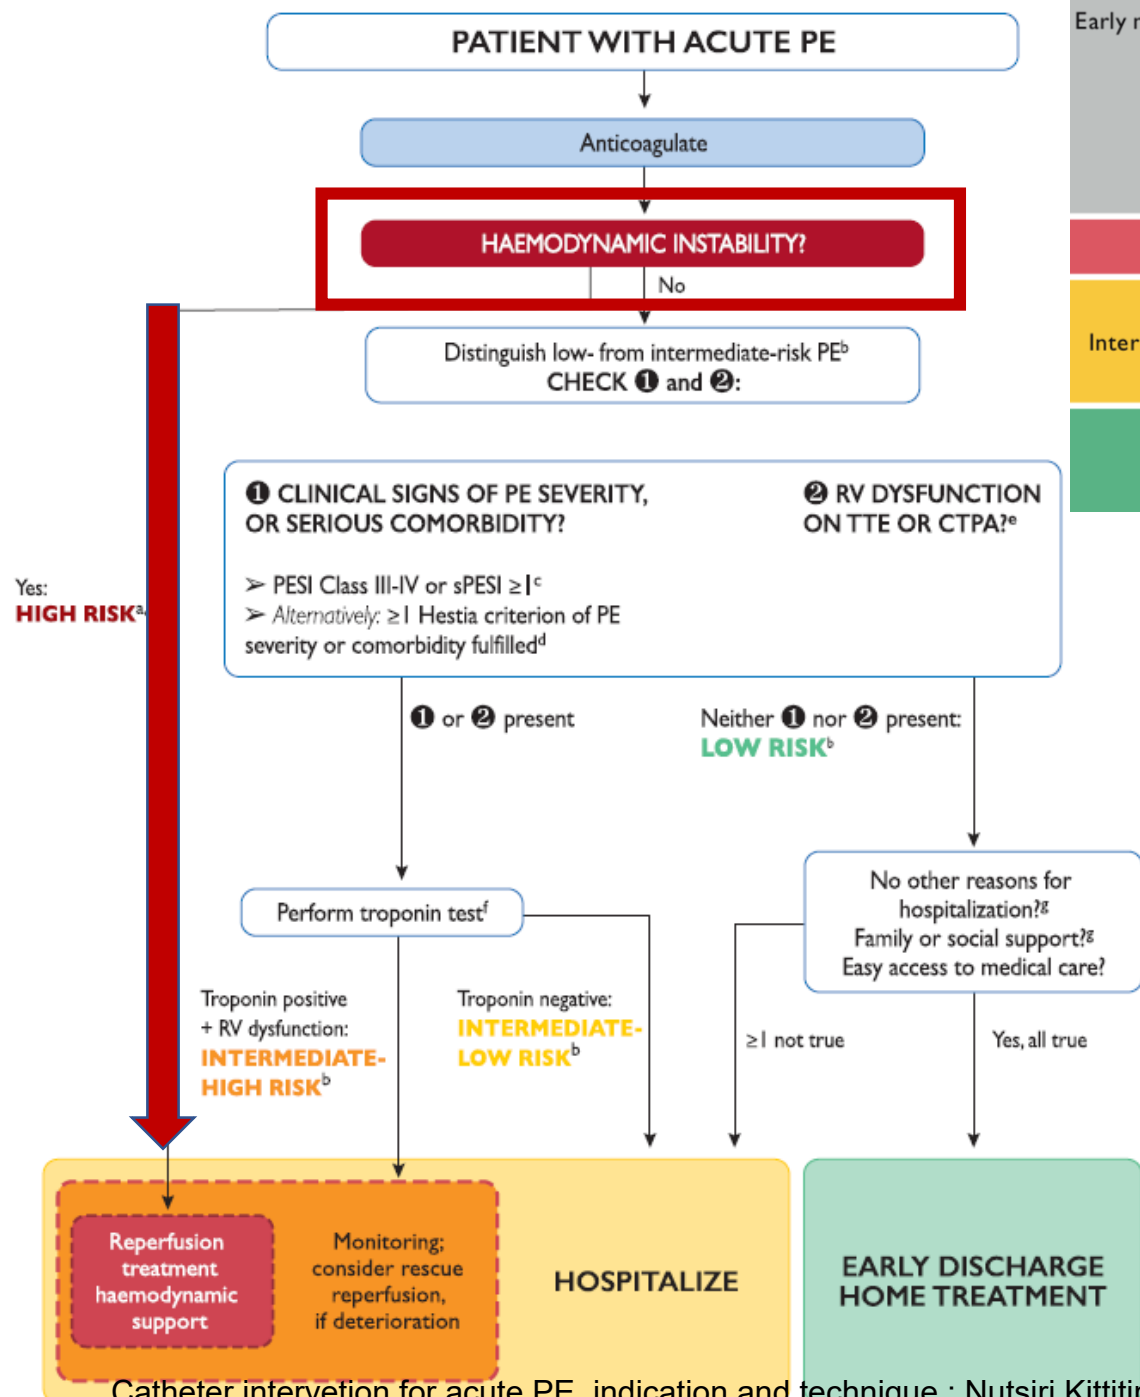 PATIENT WITH ACUTE PE
Early
Anticoagulate
HAEMODYNAMIC INSTABILITY?
No
Distinguish low- from intermediate-risk PEᵇ
CHECK ❶ and ❷:
Inter
❶ CLINICAL SIGNS OF PE SEVERITY,
OR SERIOUS COMORBIDITY?
➢ PESI Class III-IV or sPESI ≥1ᶜ
➢ Alternatively: ≥1 Hestia criterion of PE
severity or comorbidity fulfilledᵈ
❷ RV DYSFUNCTION
ON TTE OR CTPA?ᵉ
Yes:
HIGH RISKᵃ
❶ or ❷ present
Neither ❶ nor ❷ present:
LOW RISKᵇ
Perform troponin testᶠ
No other reasons for
hospitalization?ᵍ
Family or social support?ᵍ
Easy access to medical care?
Troponin positive
+ RV dysfunction:
INTERMEDIATE-
HIGH RISKᵇ
Troponin negative:
INTERMEDIATE-
LOW RISKᵇ
≥1 not true
Yes, all true
Reperfusion
treatment
haemodynamic
support
Monitoring;
consider rescue
reperfusion,
if deterioration
HOSPITALIZE
EARLY DISCHARGE
HOME TREATMENT
Catheter intervetion for acute PE, indication and technique : Nutsiri